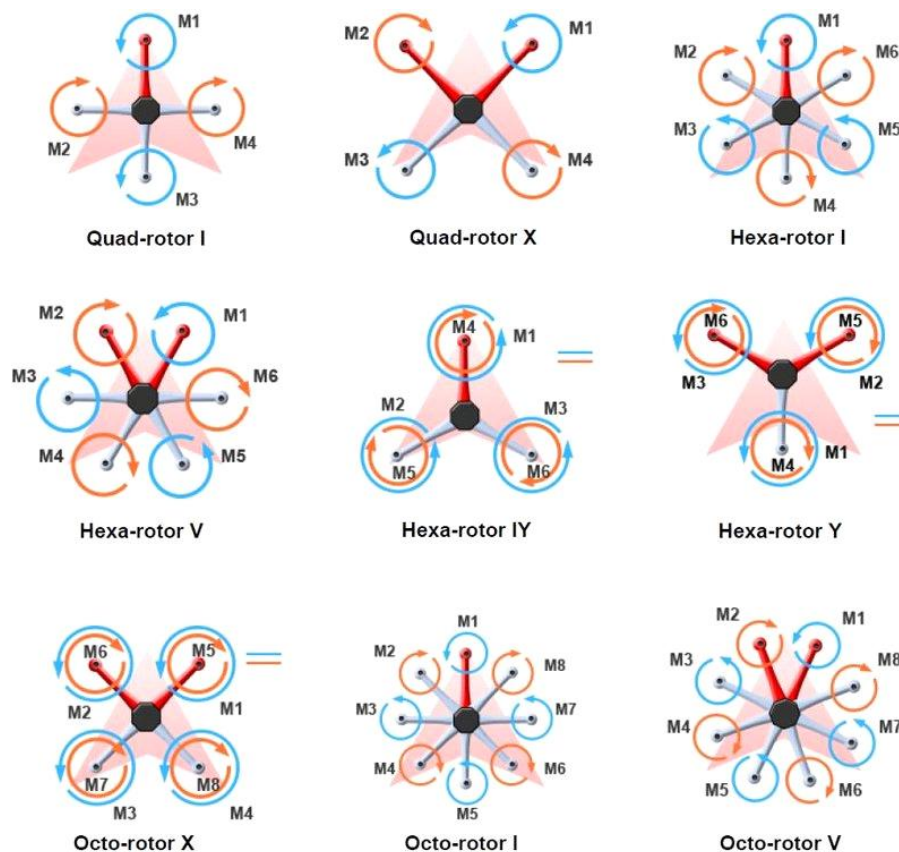 M1
M2
M4
M3
Quad-rotor I
M2
M1
M3
M4
Quad-rotor X
M1
M2
M6
M3
M5
M4
Hexa-rotor I
M2
M1
M3
M6
M4
M5
Hexa-rotor V
M4
M1
M2
M3
M5
M6
Hexa-rotor IY
M6
M5
M3
M2
M4
M1
Hexa-rotor Y
M6
M5
M2
M1
M7
M8
M3
M4
Octo-rotor X
M1
M2
M8
M3
M7
M4
M6
M5
Octo-rotor I
M2
M1
M3
M8
M4
M7
M5
M6
Octo-rotor V